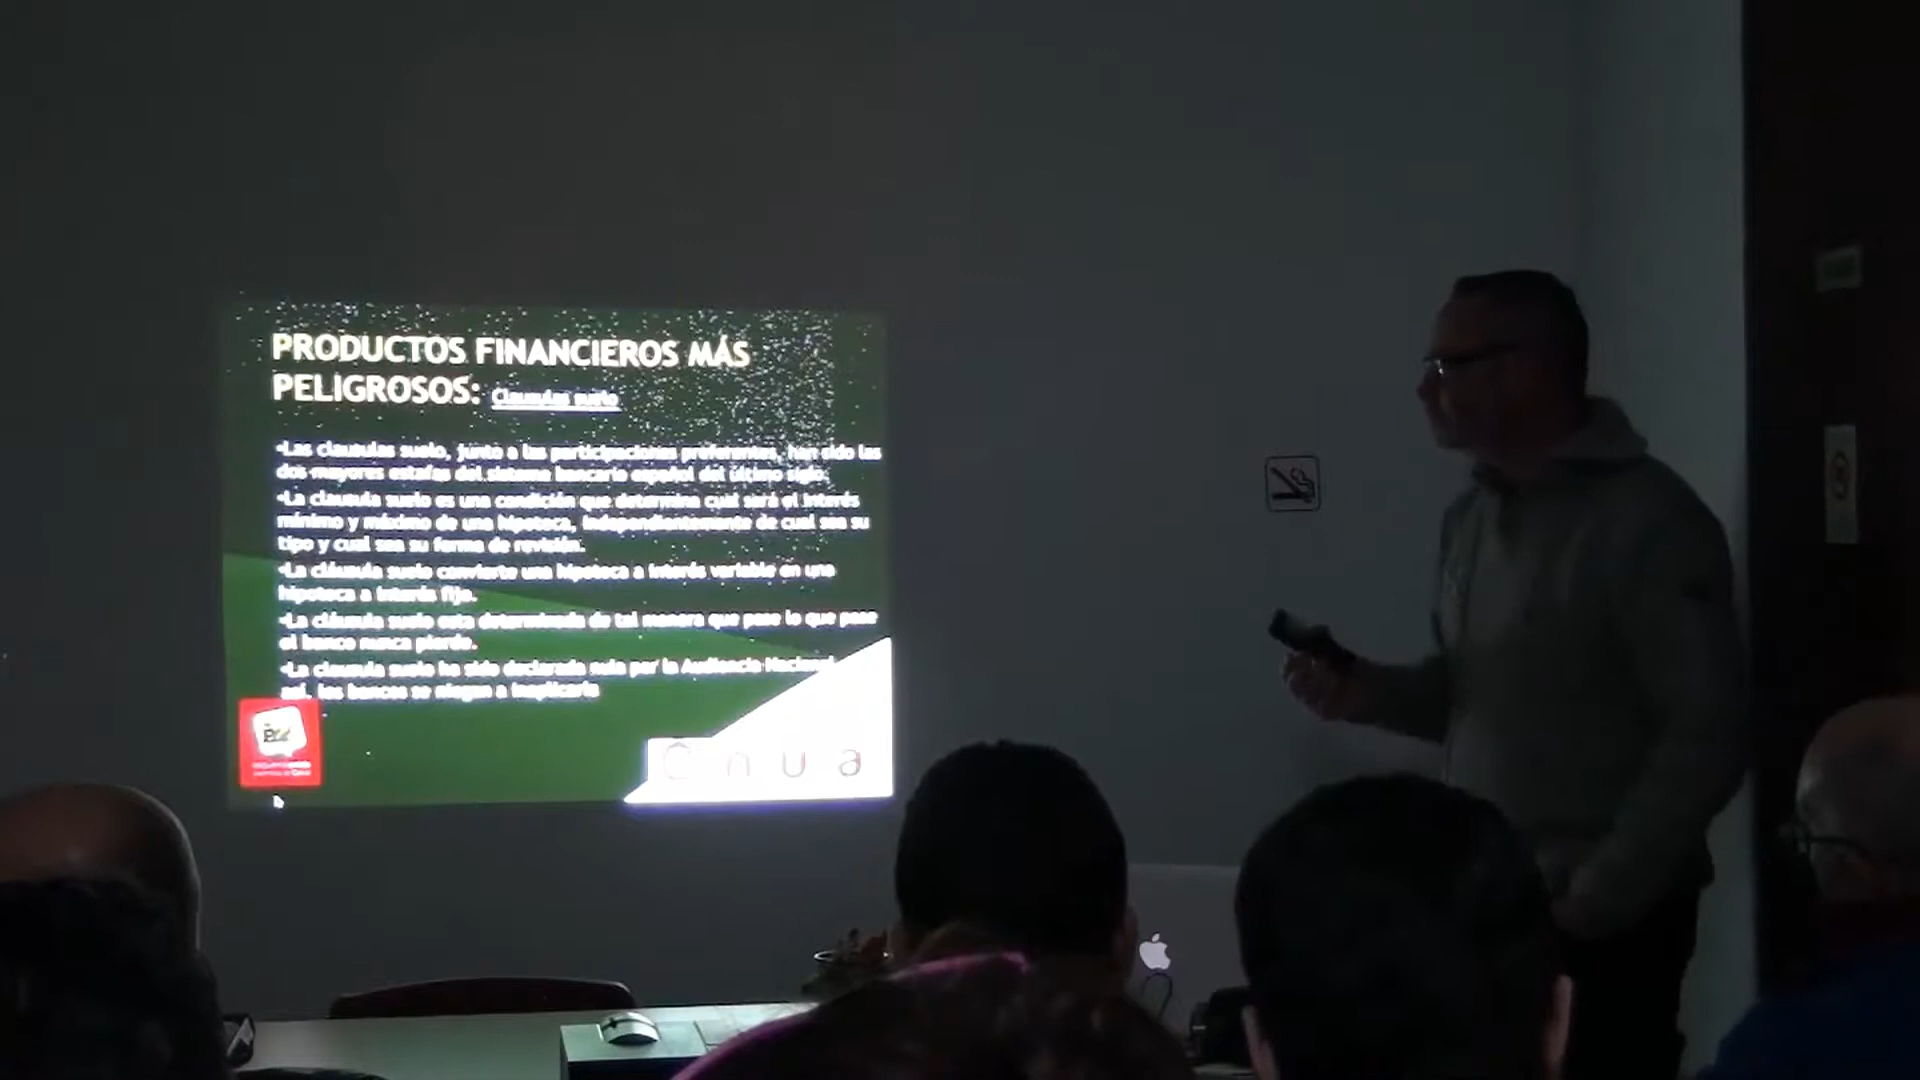 PRODUCTOS FINANCIEROS MÁS
PELIGROSOS: Clausulas suelo
•Las clausulas suelo, junto a las participaciones preferentes, han sido las
dos mayores estafas del sistema bancario español del último siglo.
•La clausula suelo es una condición que determina cual será el interés
mínimo y máximo de una hipoteca, independientemente de cual sea su
tipo y cual sea su forma de revisión.
•La cláusula suelo convierte una hipoteca a interés variable en una
hipoteca a interés fijo.
•La cláusula suelo esta determinada de tal manera que pase lo que pase
el banco nunca pierde.
•La clausula suelo ha sido declarada nula por la Audiencia Nacional
así, los bancos se niegan a inaplicarla
C n u a